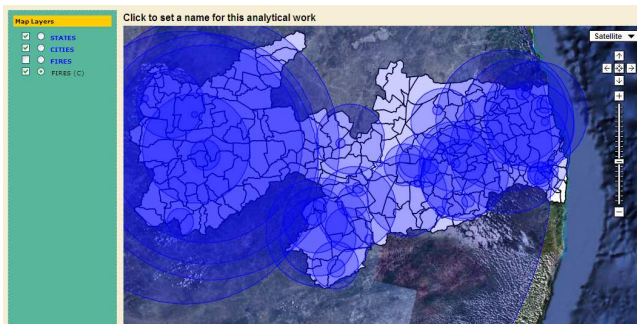 Click to set a name for this analytical work
Map Layers
STATES
CITIES
FIRES
FIRES (C)
Satellite